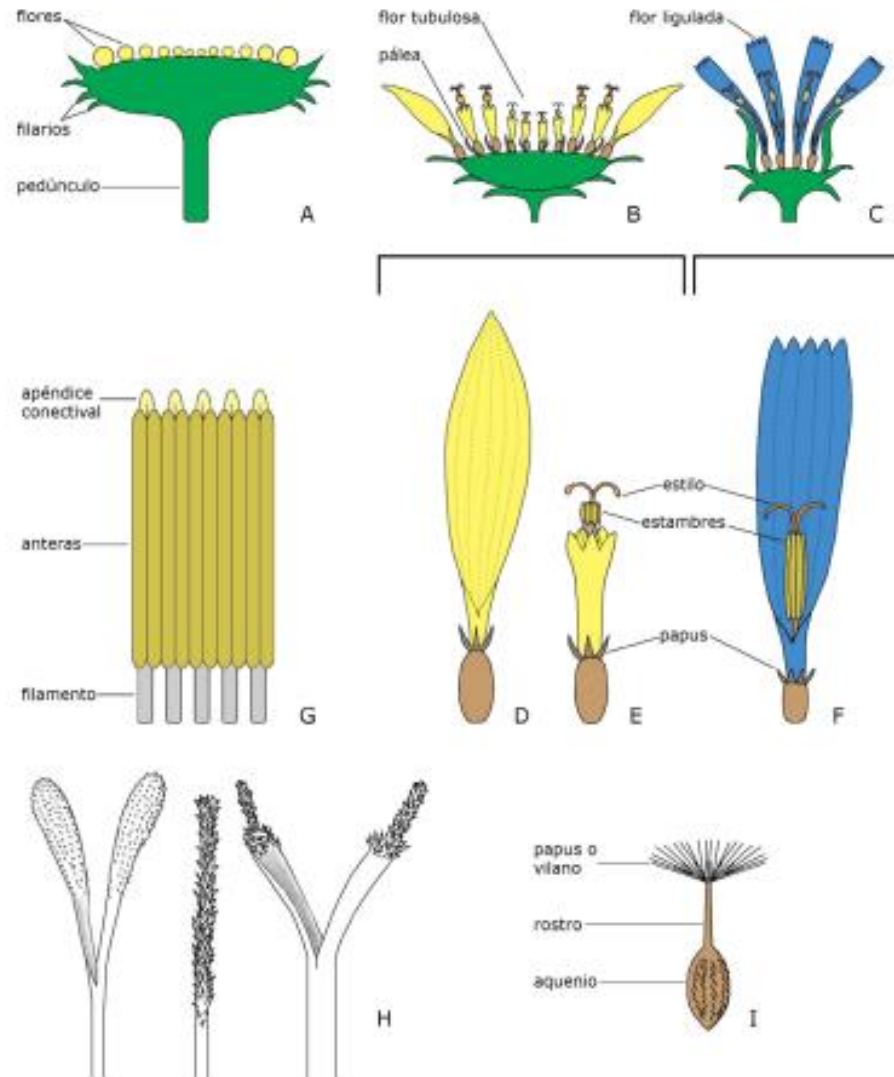 flores
filarios
pedúnculo
A
flor tubulosa
pálea
B
flor ligulada
C
apéndice
conectival
anteras
filamento
G
D
estilo
estambres
papus
E
F
H
papus o
vilano
rostro
aquenio
I